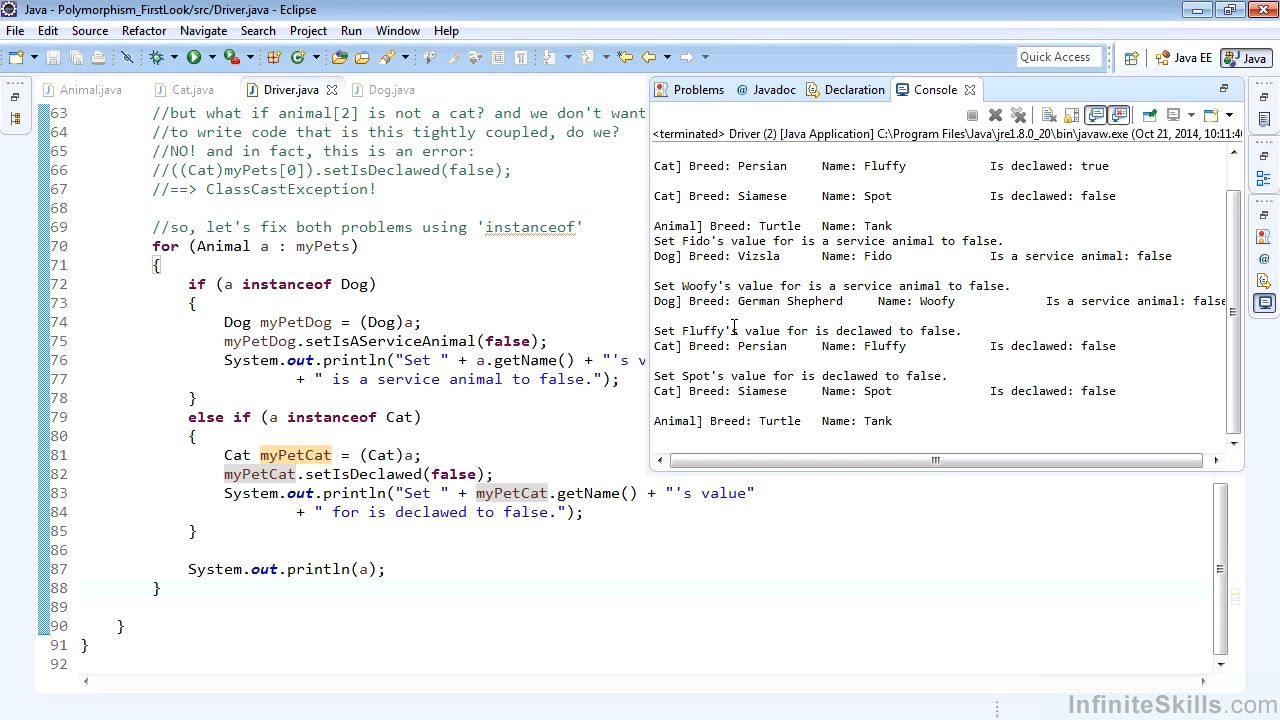 Java - Polymorphism_FirstLook/src/Driver.java - Eclipse
File Edit Source Refactor Navigate Search Project Run Window Help
Quick Access Java EE Java
Animal.java Cat.java Driver.java Dog.java
63 //but what if animal[2] is not a cat? and we don't want
64 //to write code that is this tightly coupled, do we?
65 //NO! and in fact, this is an error:
66 //((Cat)myPets[0]).setIsDeclawed(false);
67 //==> ClassCastException!
68
69 //so, let's fix both problems using 'instanceof'
70 for (Animal a : myPets)
71 {
72 if (a instanceof Dog)
73 {
74 Dog myPetDog = (Dog)a;
75 myPetDog.setIsAServiceAnimal(false);
76 System.out.println("Set " + a.getName() + "'s v
77 + " is a service animal to false.");
78 }
79 else if (a instanceof Cat)
80 {
81 Cat myPetCat = (Cat)a;
82 myPetCat.setIsDeclawed(false);
83 System.out.println("Set " + myPetCat.getName() + "'s value"
84 + " for is declawed to false.");
85 }
86
87 System.out.println(a);
88 }
89
90 }
91 }
92
Problems Javadoc Declaration Console
<terminated> Driver (2) [Java Application] C:\Program Files\Java\jre1.8.0_20\bin\javaw.exe (Oct 21, 2014, 10:11:4
Cat] Breed: Persian Name: Fluffy Is declawed: true
Cat] Breed: Siamese Name: Spot Is declawed: false
Animal] Breed: Turtle Name: Tank
Set Fido's value for is a service animal to false.
Dog] Breed: Vizsla Name: Fido Is a service animal: false
Set Woofy's value for is a service animal to false.
Dog] Breed: German Shepherd Name: Woofy Is a service animal: false
Set Fluffy's value for is declawed to false.
Cat] Breed: Persian Name: Fluffy Is declawed: false
Set Spot's value for is declawed to false.
Cat] Breed: Siamese Name: Spot Is declawed: false
Animal] Breed: Turtle Name: Tank
InfiniteSkills.com